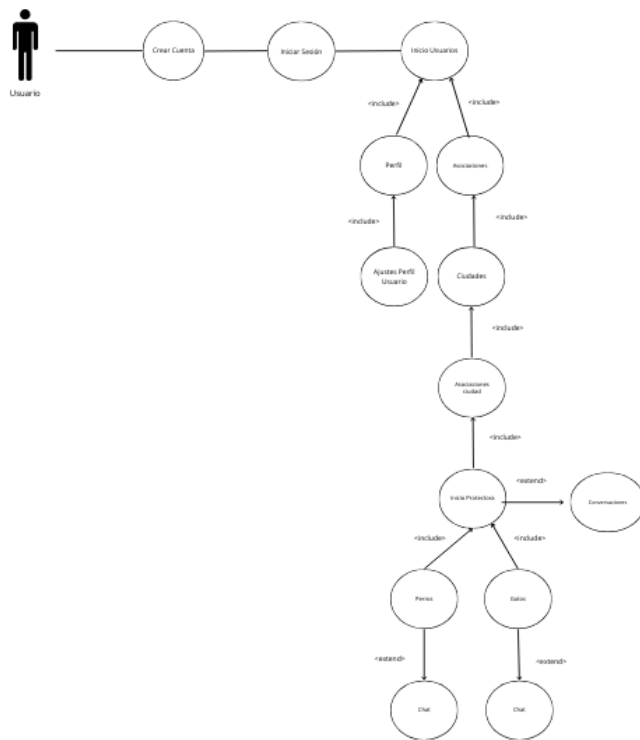 Crear Cuenta
Iniciar Sesión
Inicio Usuarios
Usuario
<include>
<include>
Perfil
Asociaciones
<include>
<include>
Ajustes Perfil
Usuario
Ciudades
<include>
Asociaciones
ciudad
<include>
<extend>
Inicio Protectora
Conversaciones
<include>
<include>
Perros
Gatos
<extend>
<extend>
Chat
Chat